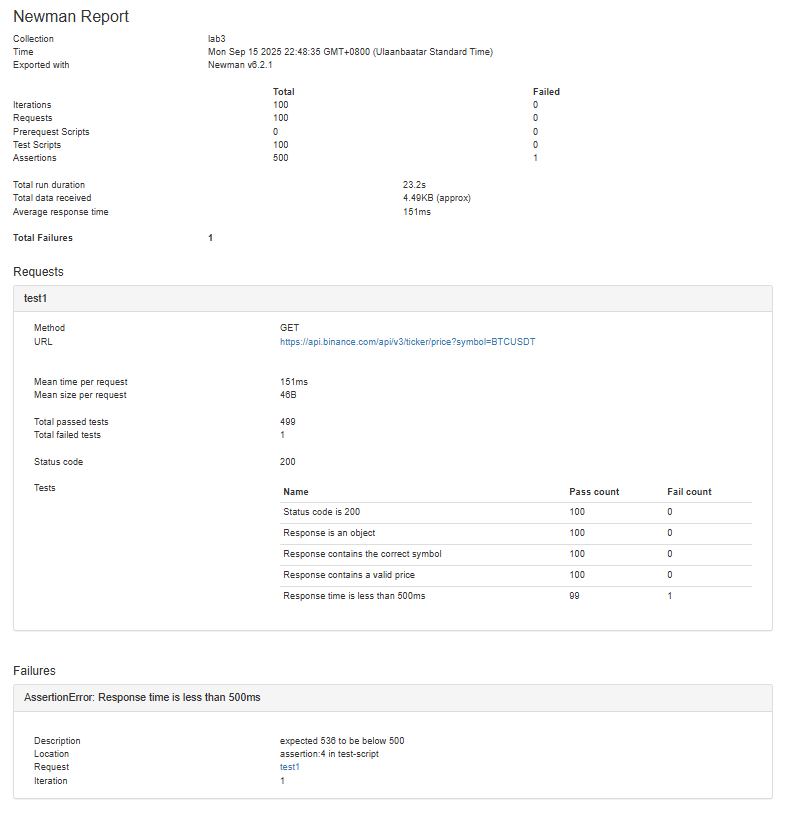 Newman Report
Collection lab3
Time Mon Sep 15 2025 22:48:35 GMT+0800 (Ulaanbaatar Standard Time)
Exported with Newman v6.2.1
Total Failed
Iterations 100 0
Requests 100 0
Prerequest Scripts 0 0
Test Scripts 100 0
Assertions 500 1
Total run duration 23.2s
Total data received 4.49KB (approx)
Average response time 151ms
Total Failures 1
Requests
test1
Method GET
URL https://api.binance.com/api/v3/ticker/price?symbol=BTCUSDT
Mean time per request 151ms
Mean size per request 46B
Total passed tests 499
Total failed tests 1
Status code 200
Tests Name Pass count Fail count
Status code is 200 100 0
Response is an object 100 0
Response contains the correct symbol 100 0
Response contains a valid price 100 0
Response time is less than 500ms 99 1
Failures
AssertionError: Response time is less than 500ms
Description expected 536 to be below 500
Location assertion:4 in test-script
Request test1
Iteration 1